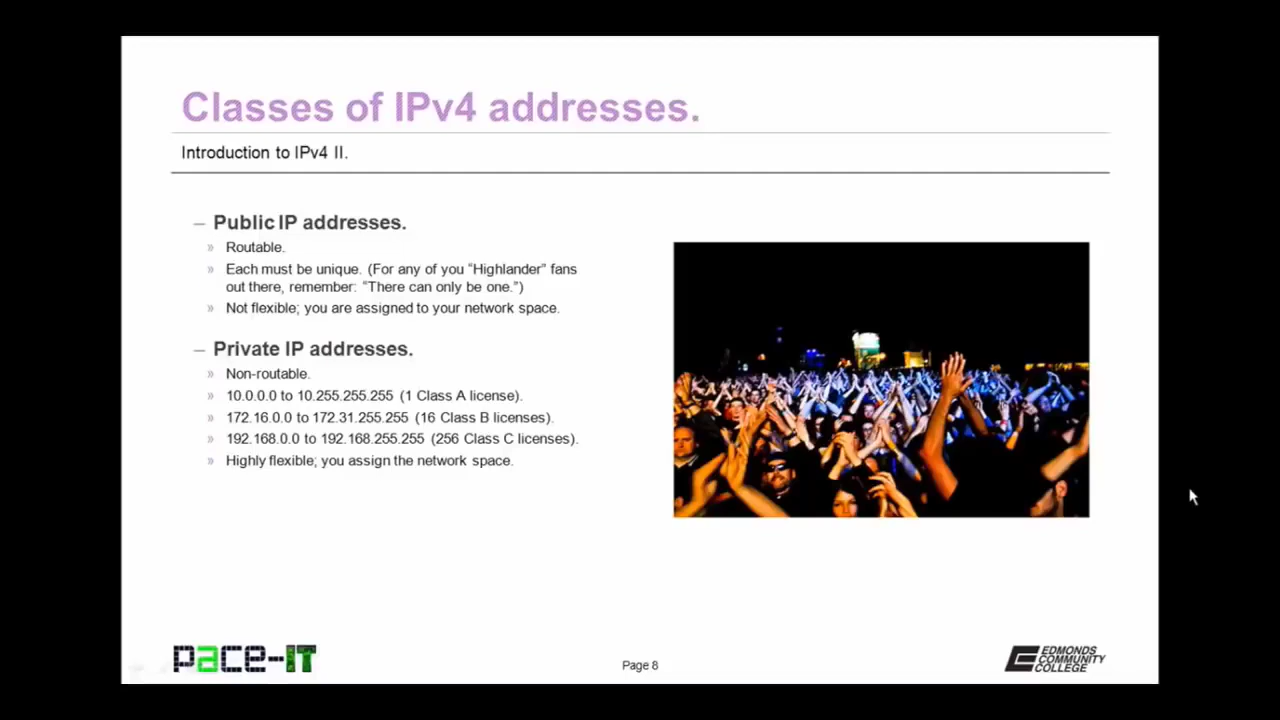 Classes of IPv4 addresses.
Introduction to IPv4 II.
– Public IP addresses.
» Routable.
» Each must be unique. (For any of you “Highlander” fans
out there, remember: “There can only be one.”)
» Not flexible; you are assigned to your network space.
– Private IP addresses.
» Non-routable.
» 10.0.0.0 to 10.255.255.255 (1 Class A license).
» 172.16.0.0 to 172.31.255.255 (16 Class B licenses).
» 192.168.0.0 to 192.168.255.255 (256 Class C licenses).
» Highly flexible; you assign the network space.
pace-IT
Page 8
EDMONDS
COMMUNITY
COLLEGE